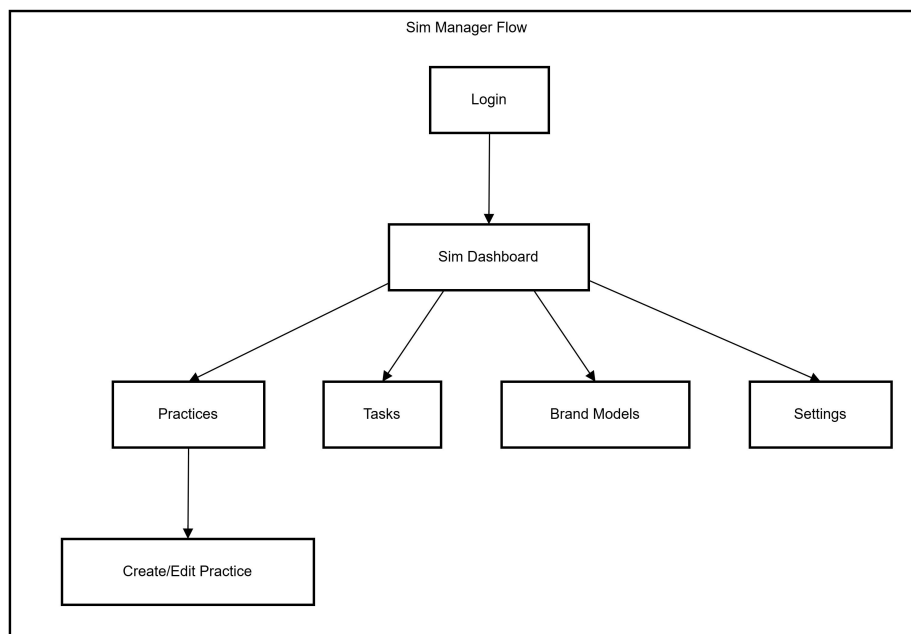 Sim Manager Flow
Login
Sim Dashboard
Practices
Tasks
Brand Models
Settings
Create/Edit Practice